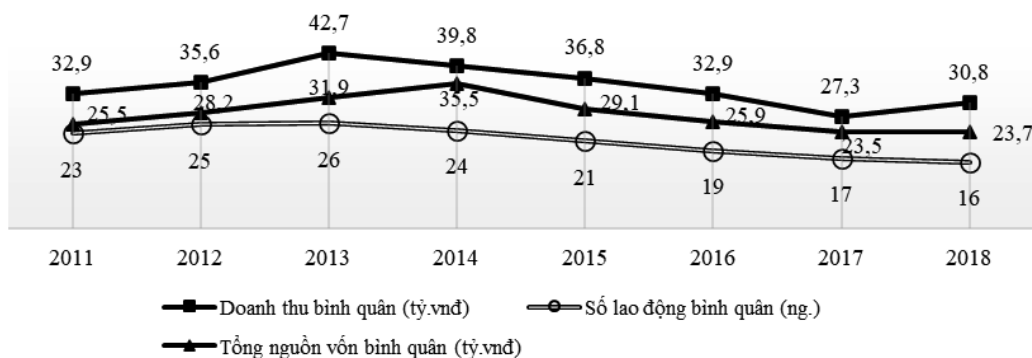 32,9 35,6 42,7 39,8 36,8 32,9 27,3 30,8
25,5 28,2 31,9 35,5 29,1 25,9 23,5 23,7
23 25 26 24 21 19 17 16
2011 2012 2013 2014 2015 2016 2017 2018
Doanh thu bình quân (tỷ.vnđ) Số lao động bình quân (ng.)
Tổng nguồn vốn bình quân (tỷ.vnđ)